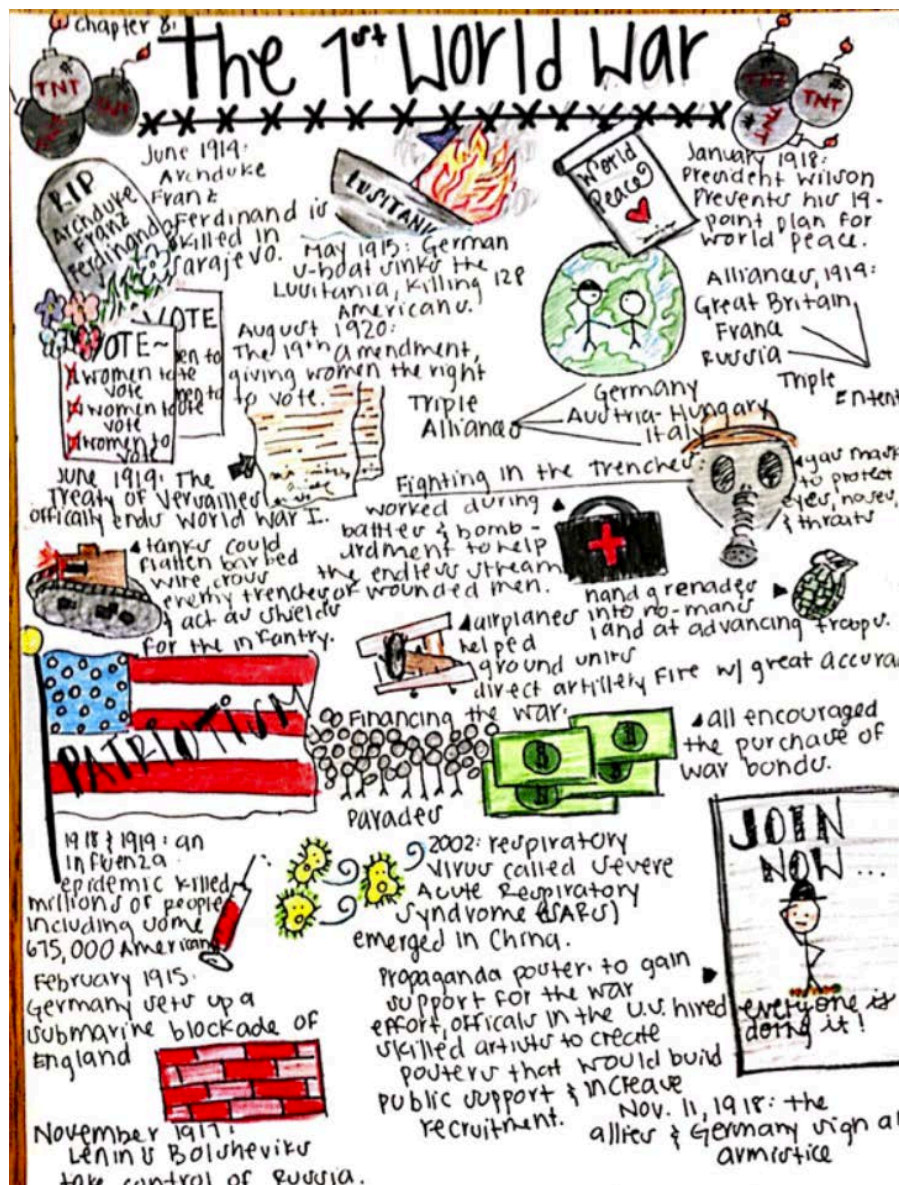 Chapter 8:
The 1st World War
TNT
TNT
TNT
TNT
RIP
Archduke
Franz
Ferdinand
June 1914:
Archduke
Franz
Ferdinand is
killed in
Sarajevo.
LUSITANIA
May 1915: German
U-boat sinks the
Lusitania, killing 128
Americans.
World
Peace
January 1918:
President Wilson
Presents his 14-
point plan for
world peace.
Alliances, 1914:
Great Britain
France
Russia
Triple
Entent
VOTE
VOTE~
women to
vote
women to
vote
women to
vote
August 1920:
The 19th amendment,
giving women the right
to vote.
Triple
Alliance
Germany
Austria-Hungary
Italy
June 1919: The
Treaty of Versailles
offically ends World War I.
Fighting in the Trenches
worked during
battles & bomb-
ardment to help
the endless stream
of wounded men.
gas mask
to protect
eyes, noses,
& throats
tanks could
flatten barbed
wire, cross
enemy trenches
& act as shields
for the infantry.
hand grenades
into no-mans
land at advancing troops.
airplanes
helped
ground units
direct artillery fire w/ great accura
PATRIOTISM
Financing the war:
Parades
all encouraged
the purchase of
war bonds.
1918 & 1919: an
influenza
epidemic killed
millions of people
including some
675,000 Americans
2002: respiratory
virus called severe
Acute Respiratory
Syndrome (SARS)
emerged in China.
JOIN
NOW...
everyone is
doing it!
February 1915:
Germany sets up a
submarine blockade of
England
Propaganda poster: to gain
support for the war
effort, officals in the U.S. hired
skilled artists to create
posters that would build
public support & increase
recruitment.
November 1917:
Lenin's Bolsheviks
take control of Russia.
Nov. 11, 1918: the
allies & Germany sign a
armistice